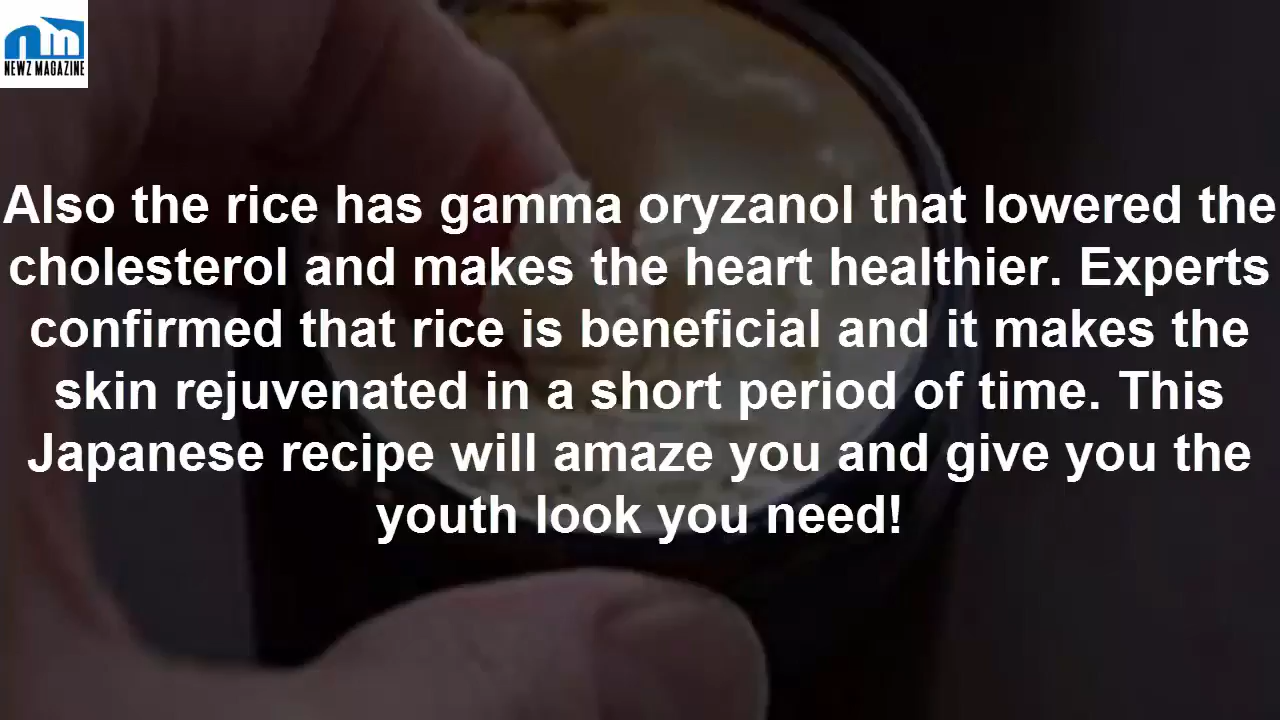 nm
NEWZ MAGAZINE
Also the rice has gamma oryzanol that lowered the
cholesterol and makes the heart healthier. Experts
confirmed that rice is beneficial and it makes the
skin rejuvenated in a short period of time. This
Japanese recipe will amaze you and give you the
youth look you need!